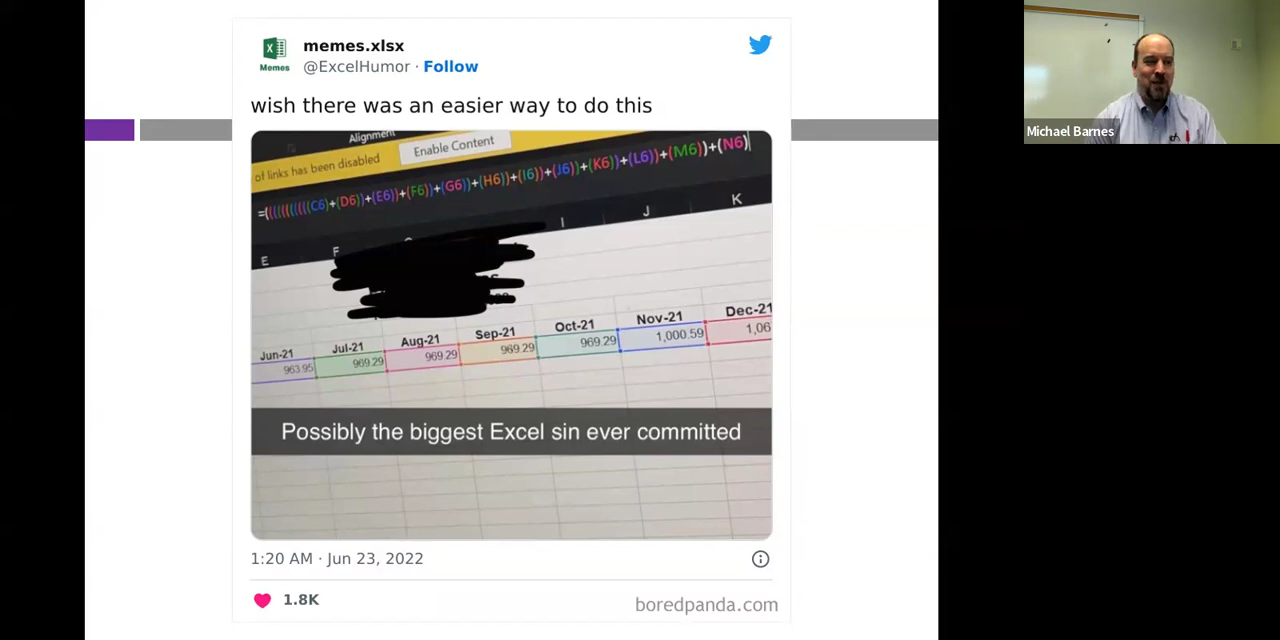 memes.xlsx
Memes
@ExcelHumor · Follow
wish there was an easier way to do this
Alignment
of links has been disabled
Enable Content
=((((((((((C6)+(D6))+(E6))+(F6))+(G6))+(H6))+(I6))+(J6))+(K6))+(L6))+(M6))+(N6)
E F I J K
Jun-21 Jul-21 Aug-21 Sep-21 Oct-21 Nov-21 Dec-21
963.95 969.29 969.29 969.29 969.29 1,000.59 1,06
Possibly the biggest Excel sin ever committed
1:20 AM · Jun 23, 2022
1.8K
boredpanda.com
Michael Barnes